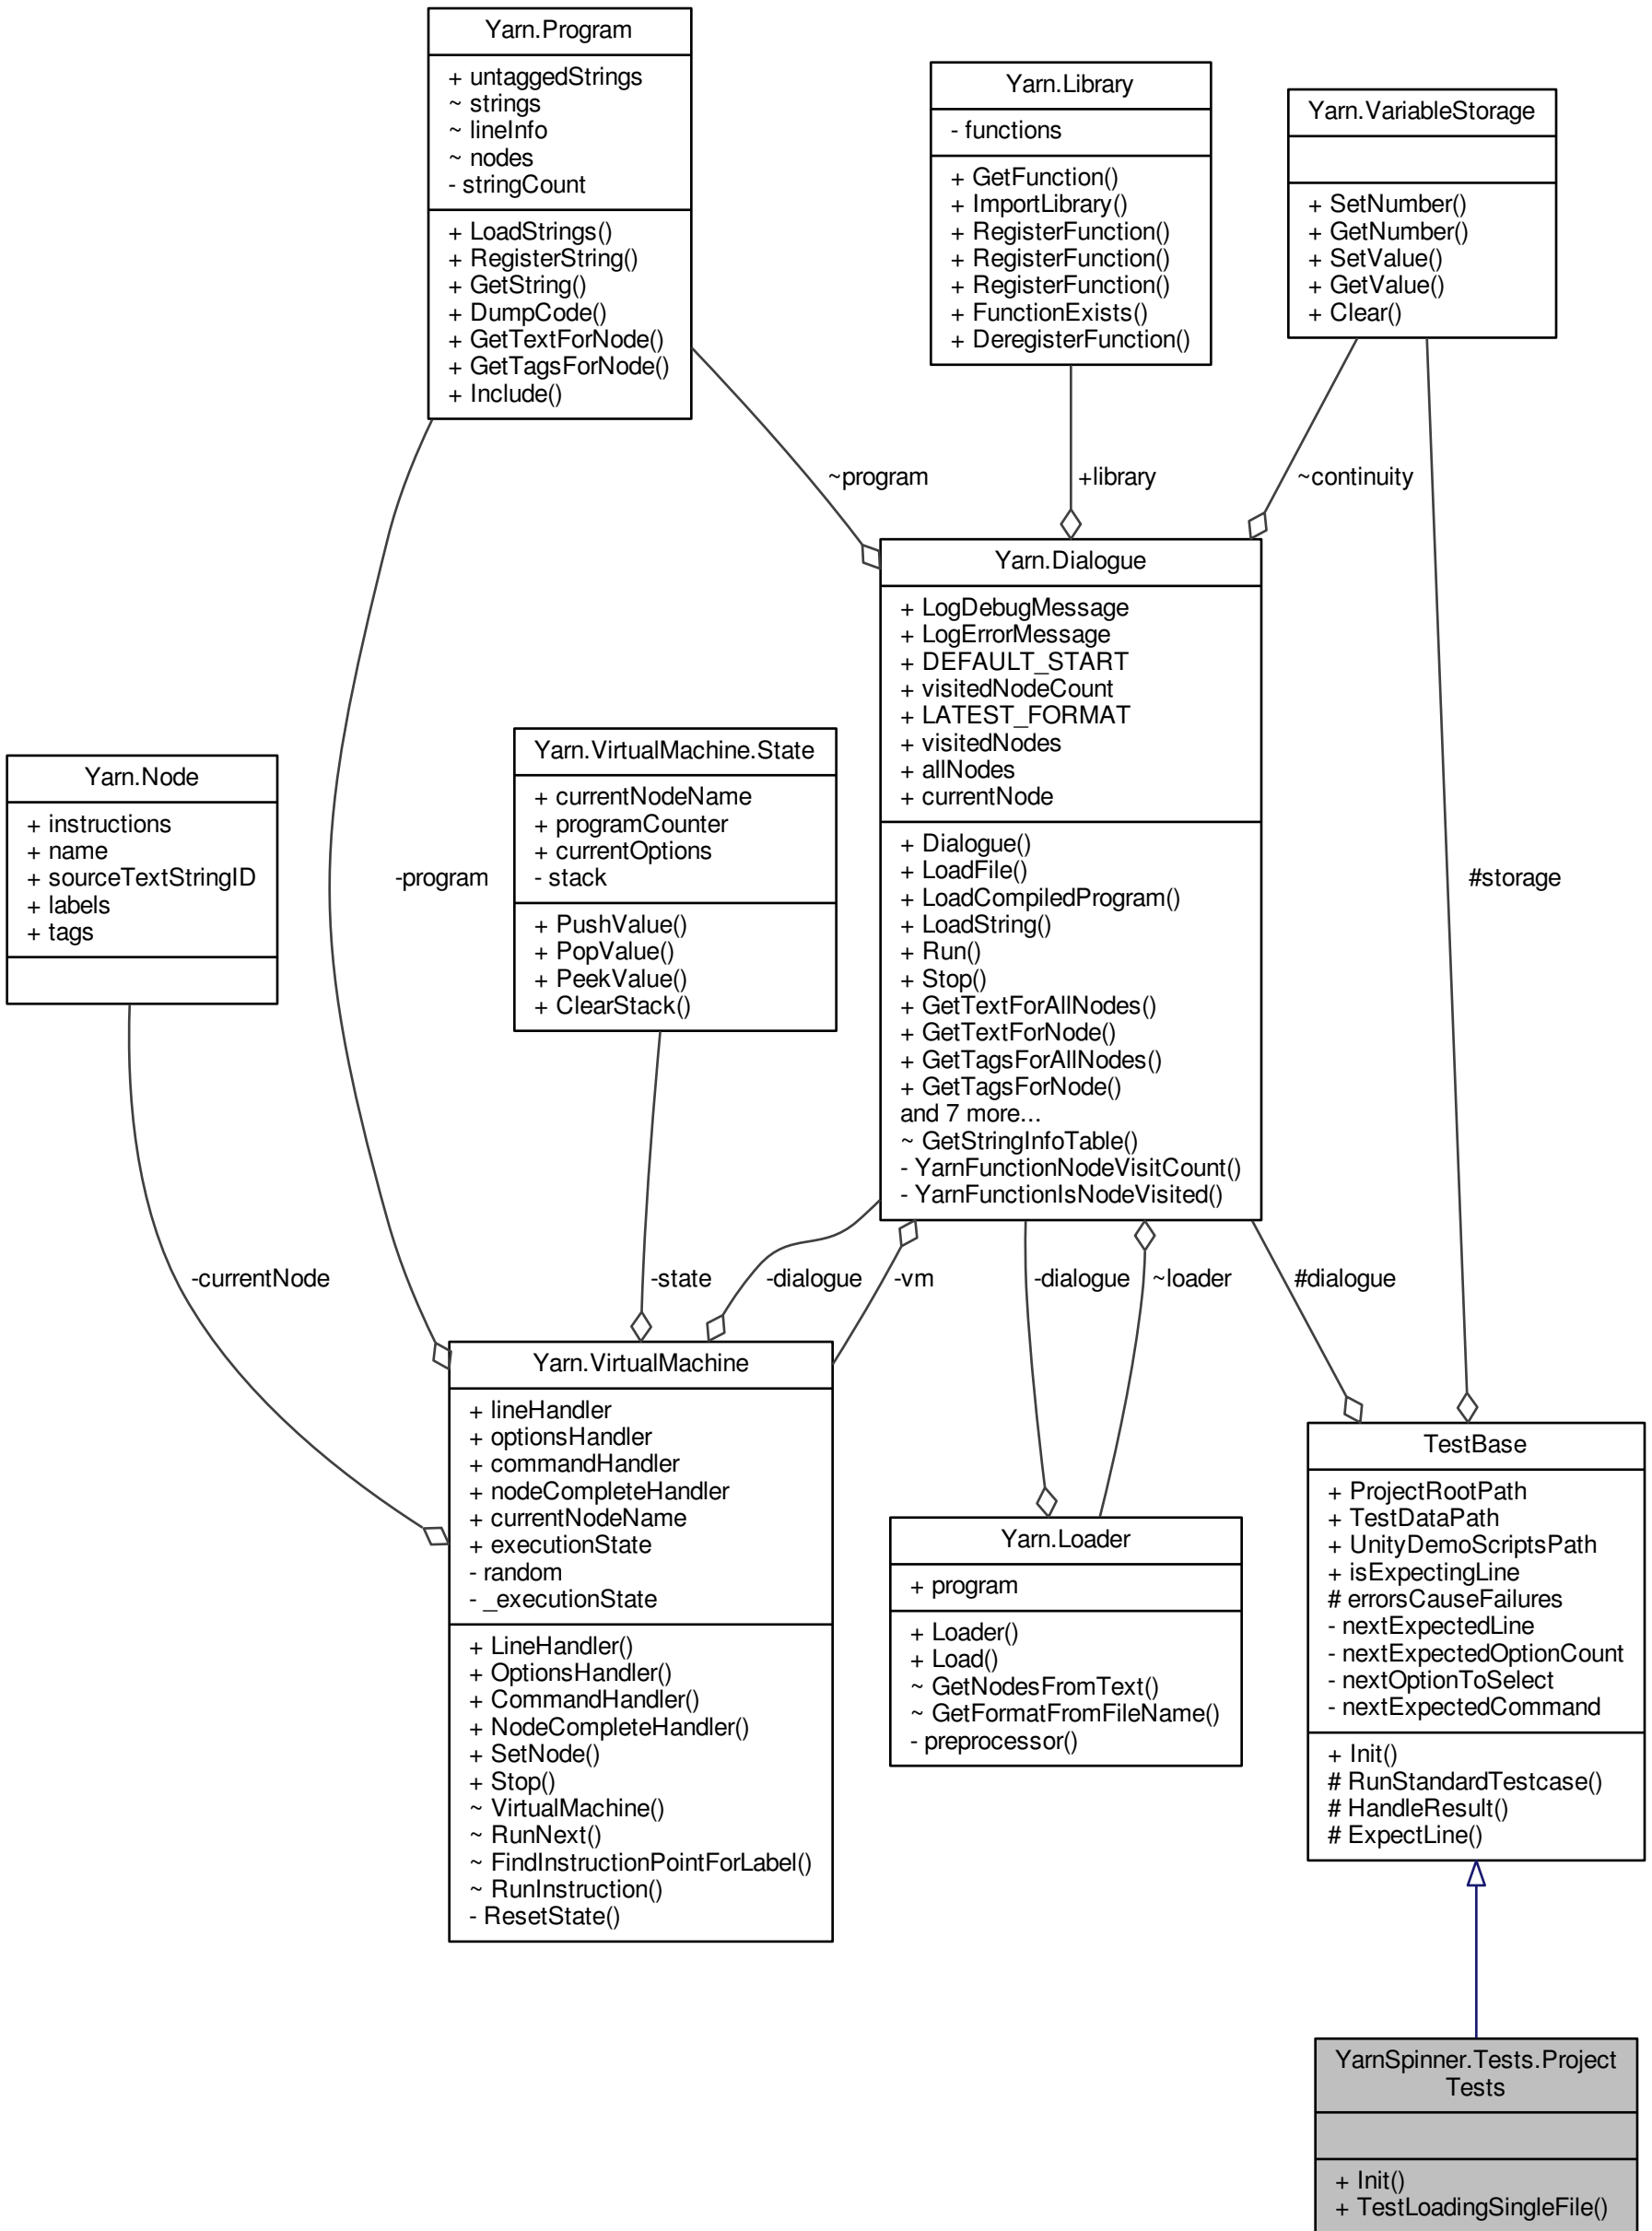 Yarn.Program
+ untaggedStrings
~ strings
~ lineInfo
~ nodes
- stringCount
+ LoadStrings()
+ RegisterString()
+ GetString()
+ DumpCode()
+ GetTextForNode()
+ GetTagsForNode()
+ Include()
Yarn.Library
- functions
+ GetFunction()
+ ImportLibrary()
+ RegisterFunction()
+ RegisterFunction()
+ RegisterFunction()
+ FunctionExists()
+ DeregisterFunction()
Yarn.VariableStorage
+ SetNumber()
+ GetNumber()
+ SetValue()
+ GetValue()
+ Clear()
~program
+library
~continuity
Yarn.Dialogue
+ LogDebugMessage
+ LogErrorMessage
+ DEFAULT_START
+ visitedNodeCount
+ LATEST_FORMAT
+ visitedNodes
+ allNodes
+ currentNode
+ Dialogue()
+ LoadFile()
+ LoadCompiledProgram()
+ LoadString()
+ Run()
+ Stop()
+ GetTextForAllNodes()
+ GetTextForNode()
+ GetTagsForAllNodes()
+ GetTagsForNode()
and 7 more...
~ GetStringInfoTable()
- YarnFunctionNodeVisitCount()
- YarnFunctionIsNodeVisited()
Yarn.Node
+ instructions
+ name
+ sourceTextStringID
+ labels
+ tags
-program
Yarn.VirtualMachine.State
+ currentNodeName
+ programCounter
+ currentOptions
- stack
+ PushValue()
+ PopValue()
+ PeekValue()
+ ClearStack()
#storage
-currentNode
-state
-dialogue
-vm
-dialogue
~loader
#dialogue
Yarn.VirtualMachine
+ lineHandler
+ optionsHandler
+ commandHandler
+ nodeCompleteHandler
+ currentNodeName
+ executionState
- random
- _executionState
+ LineHandler()
+ OptionsHandler()
+ CommandHandler()
+ NodeCompleteHandler()
+ SetNode()
+ Stop()
~ VirtualMachine()
~ RunNext()
~ FindInstructionPointForLabel()
~ RunInstruction()
- ResetState()
Yarn.Loader
+ program
+ Loader()
+ Load()
~ GetNodesFromText()
~ GetFormatFromFileName()
- preprocessor()
TestBase
+ ProjectRootPath
+ TestDataPath
+ UnityDemoScriptsPath
+ isExpectingLine
# errorsCauseFailures
- nextExpectedLine
- nextExpectedOptionCount
- nextOptionToSelect
- nextExpectedCommand
+ Init()
# RunStandardTestcase()
# HandleResult()
# ExpectLine()
YarnSpinner.Tests.Project
Tests
+ Init()
+ TestLoadingSingleFile()